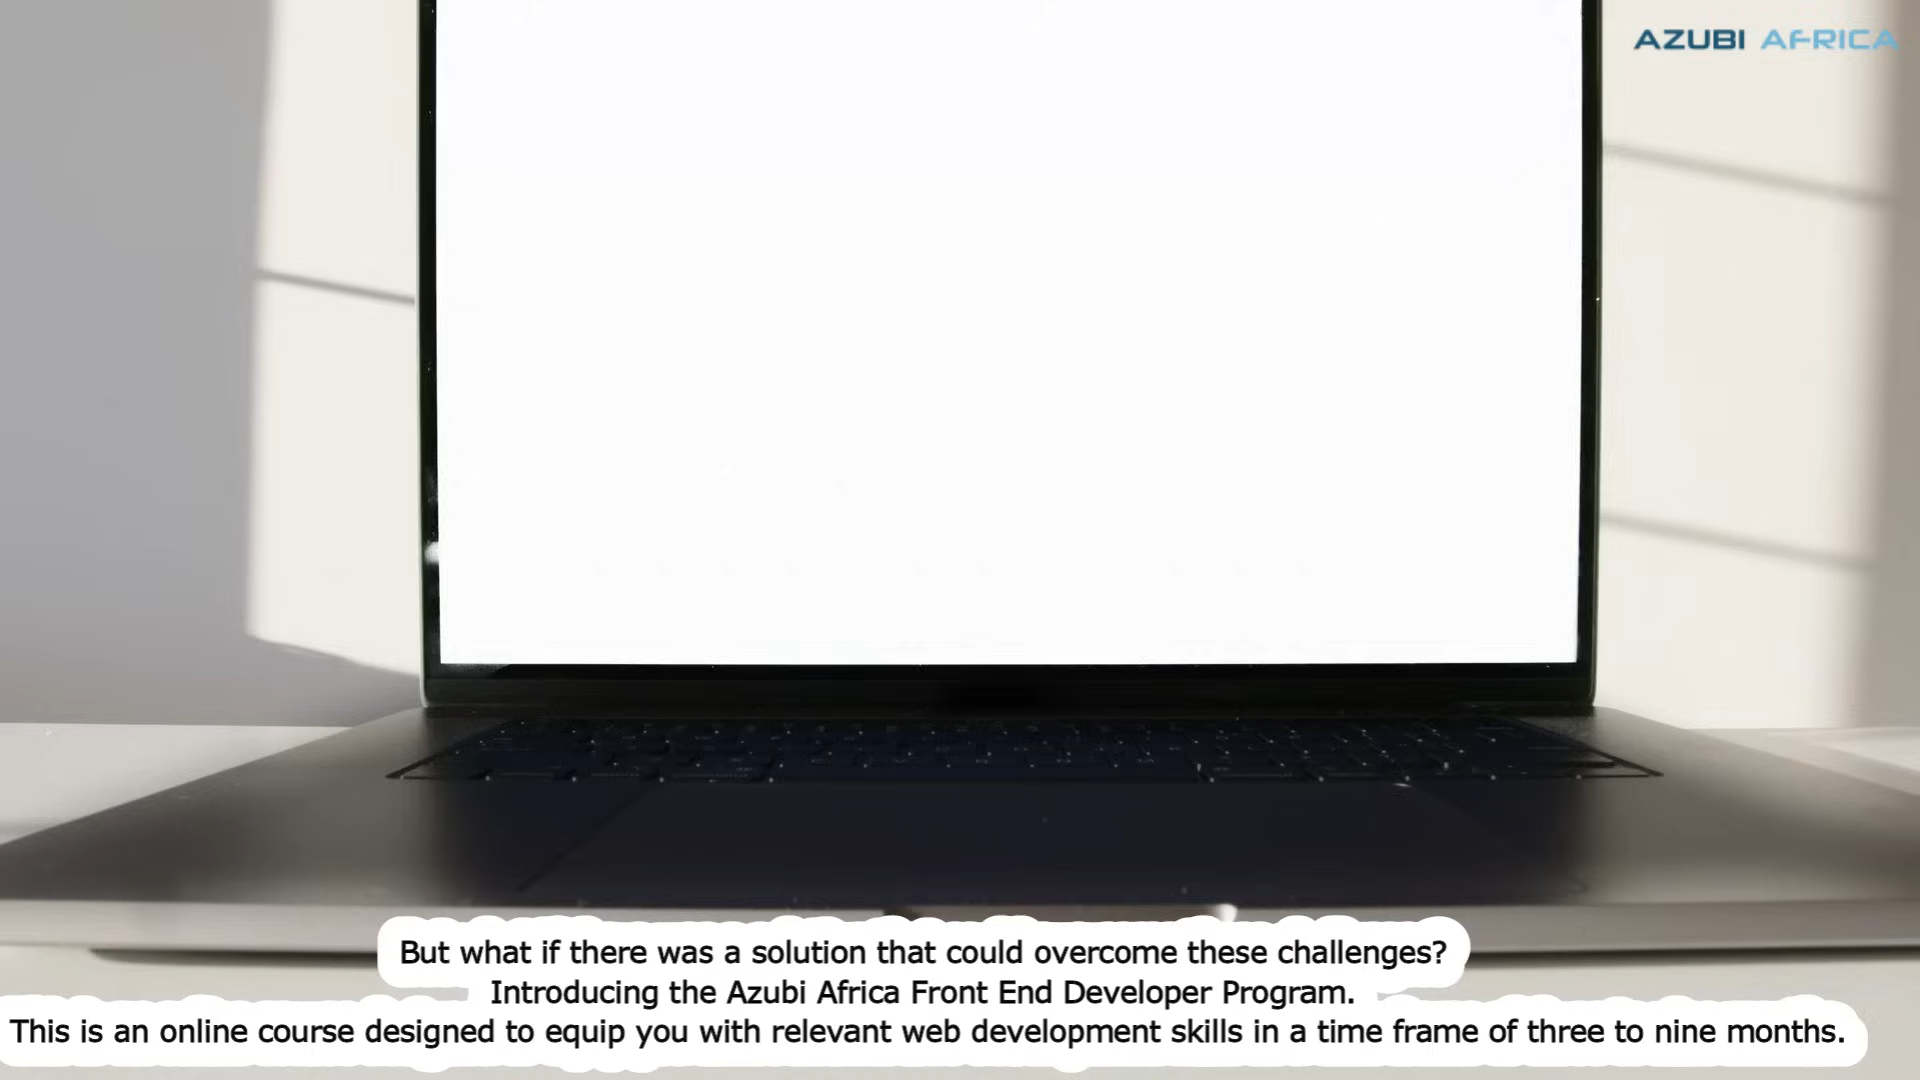 AZUBI AFRICA
But what if there was a solution that could overcome these challenges?
Introducing the Azubi Africa Front End Developer Program.
This is an online course designed to equip you with relevant web development skills in a time frame of three to nine months.